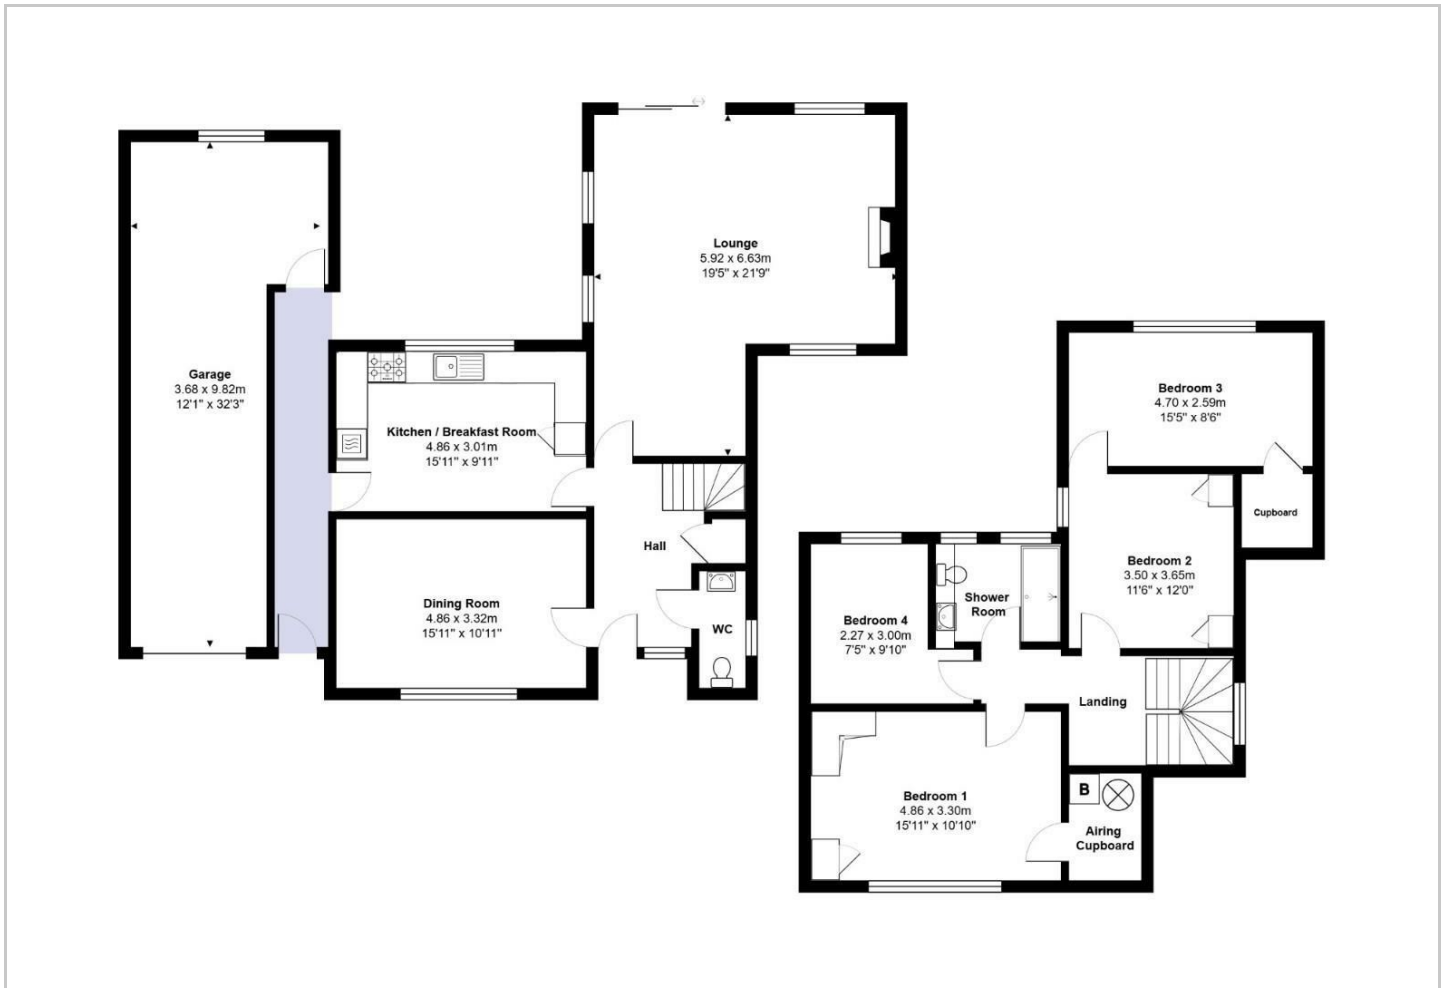 Lounge
5.92 x 6.63m
19'5" x 21'9"
Garage
3.68 x 9.82m
12'1" x 32'3"
Kitchen / Breakfast Room
4.86 x 3.01m
15'11" x 9'11"
Hall
Dining Room
4.86 x 3.32m
15'11" x 10'11"
WC
Bedroom 3
4.70 x 2.59m
15'5" x 8'6"
Cupboard
Bedroom 2
3.50 x 3.65m
11'6" x 12'0"
Shower
Room
Bedroom 4
2.27 x 3.00m
7'5" x 9'10"
Landing
Bedroom 1
4.86 x 3.30m
15'11" x 10'10"
B
Airing
Cupboard